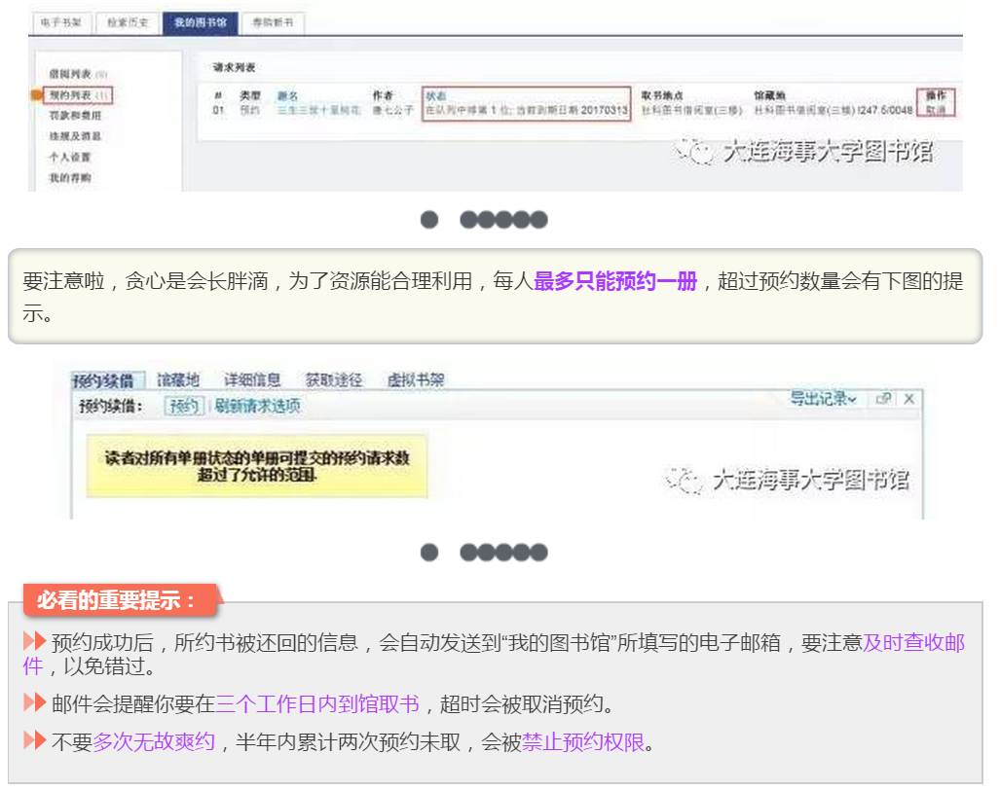 电子书架 检索历史 我的图书馆 荐购新书
请求列表
借阅列表 (0)
预约列表 (1)
罚款和费用
违规及消息
个人设置
我的荐购
# 类型 题名 作者 状态 取书地点 馆藏地 操作
01 预约 三生三世十里桃花 唐七公子 在队列中排第 1 位; 当前到期日期 20170313 社科图书借阅室(三楼) 社科图书借阅室(三楼) I247.5/0048 取消
大连海事大学图书馆
要注意啦，贪心是会长胖滴，为了资源能合理利用，每人最多只能预约一册，超过预约数量会有下图的提
示。
预约续借 馆藏地 详细信息 获取途径 虚拟书架
预约续借： 预约 | 刷新请求选项 导出记录
读者对所有单册状态的单册可提交的预约请求数
超过了允许的范围.
大连海事大学图书馆
必看的重要提示：
预约成功后，所约书被还回的信息，会自动发送到“我的图书馆”所填写的电子邮箱，要注意及时查收邮
件，以免错过。
邮件会提醒你要在三个工作日内到馆取书，超时会被取消预约。
不要多次无故爽约，半年内累计两次预约未取，会被禁止预约权限。